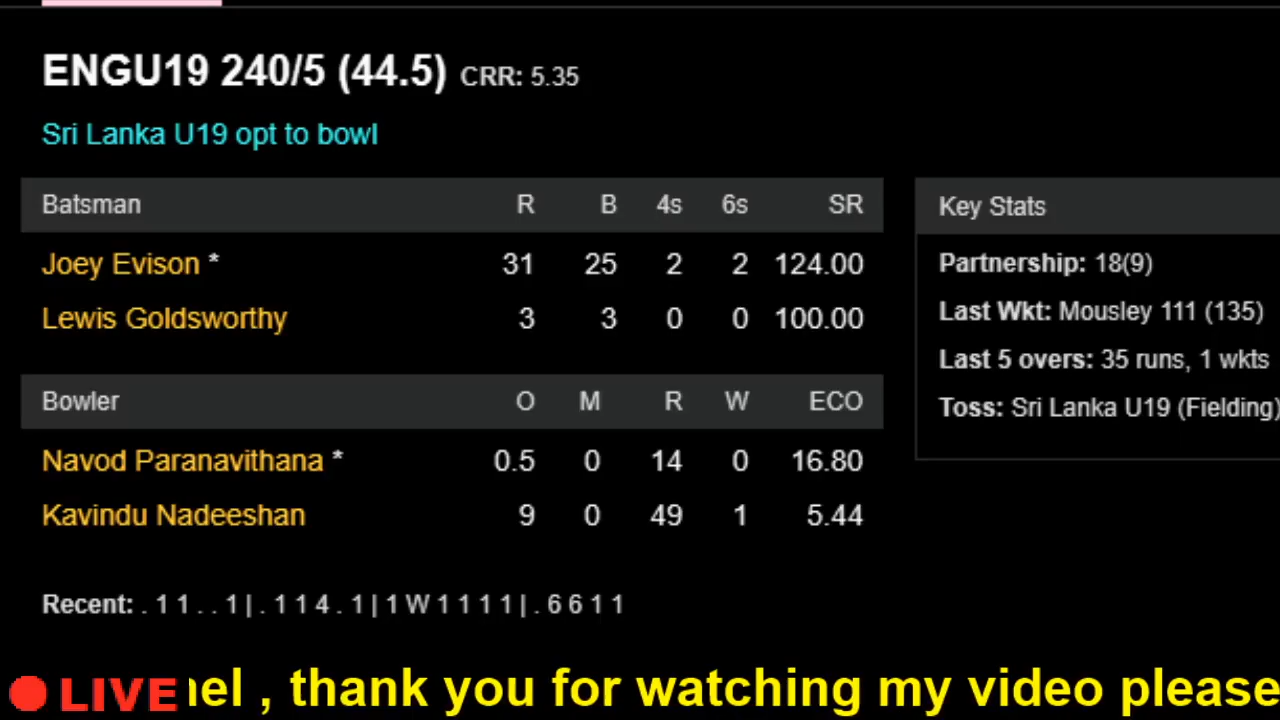 ENGU19 240/5 (44.5) CRR: 5.35
Sri Lanka U19 opt to bowl
Batsman R B 4s 6s SR
Joey Evison * 31 25 2 2 124.00
Lewis Goldsworthy 3 3 0 0 100.00
Bowler O M R W ECO
Navod Paranavithana * 0.5 0 14 0 16.80
Kavindu Nadeeshan 9 0 49 1 5.44
Recent: . 1 1 . . 1 | . 1 1 4 . 1 | 1 W 1 1 1 1 | . 6 6 1 1
Key Stats
Partnership: 18(9)
Last Wkt: Mousley 111 (135)
Last 5 overs: 35 runs, 1 wkts
Toss: Sri Lanka U19 (Fielding)
LIVE nel , thank you for watching my video please